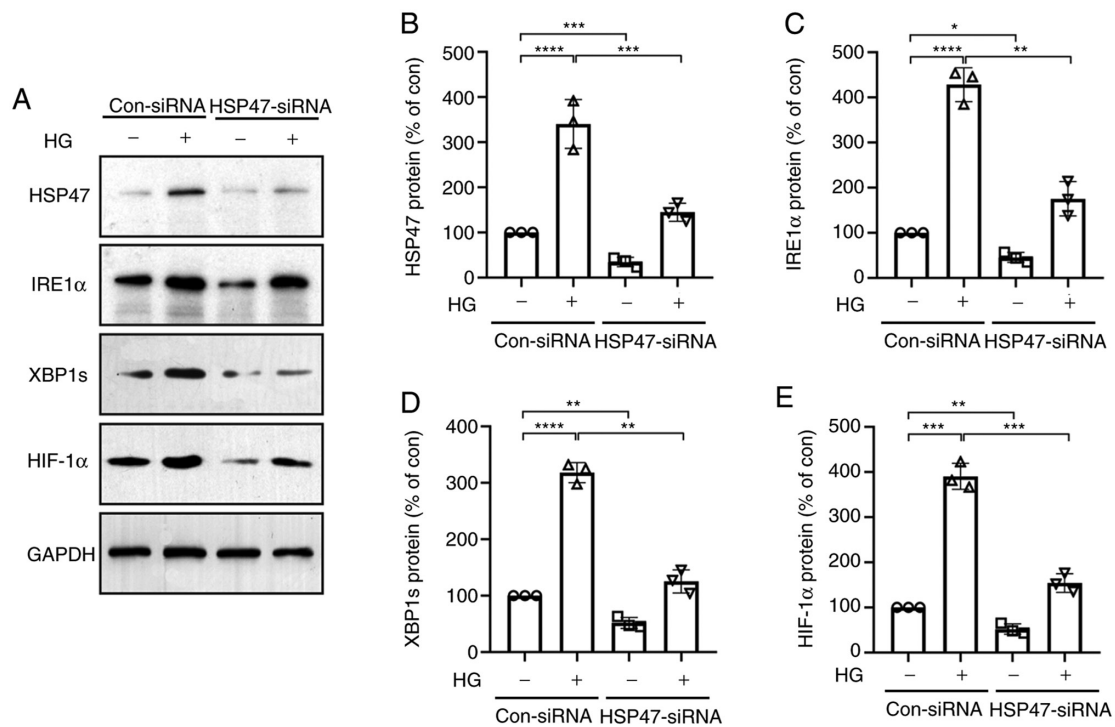 A
Con-siRNA HSP47-siRNA
HG – + – +
HSP47
IRE1α
XBP1s
HIF-1α
GAPDH
B
HSP47 protein (% of con)
500
400
300
200
100
0
***
**** ***
HG – + – +
Con-siRNA HSP47-siRNA
C
IRE1α protein (% of con)
500
400
300
200
100
0
*
**** **
HG – + – +
Con-siRNA HSP47-siRNA
D
XBP1s protein (% of con)
400
300
200
100
0
**
**** **
HG – + – +
Con-siRNA HSP47-siRNA
E
HIF-1α protein (% of con)
500
400
300
200
100
0
**
*** ***
HG – + – +
Con-siRNA HSP47-siRNA